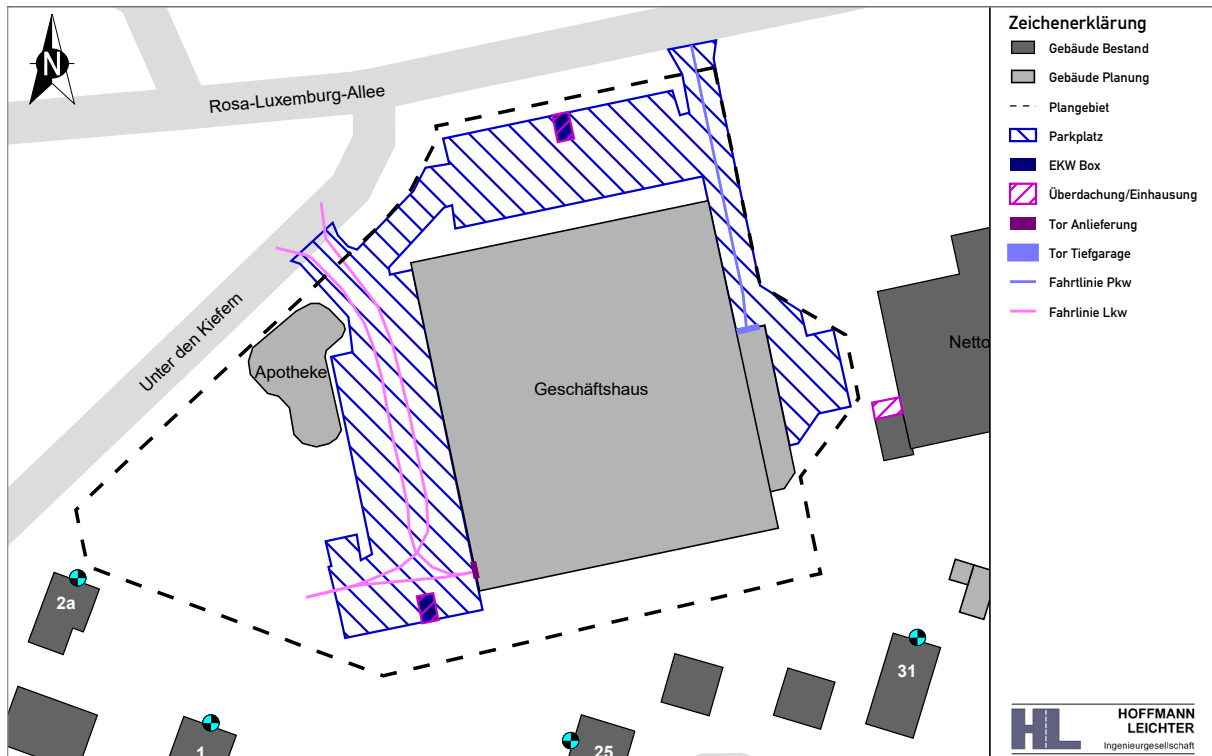 N
Rosa-Luxemburg-Allee
Unter den Kiefern
Apotheke
Geschäftshaus
Netto
2a
1
25
31
Zeichenerklärung
Gebäude Bestand
Gebäude Planung
Plangebiet
Parkplatz
EKW Box
Überdachung/Einhausung
Tor Anlieferung
Tor Tiefgarage
Fahrtlinie Pkw
Fahrlinie Lkw
HL
HOFFMANN
LEICHTER
Ingenieurgesellschaft